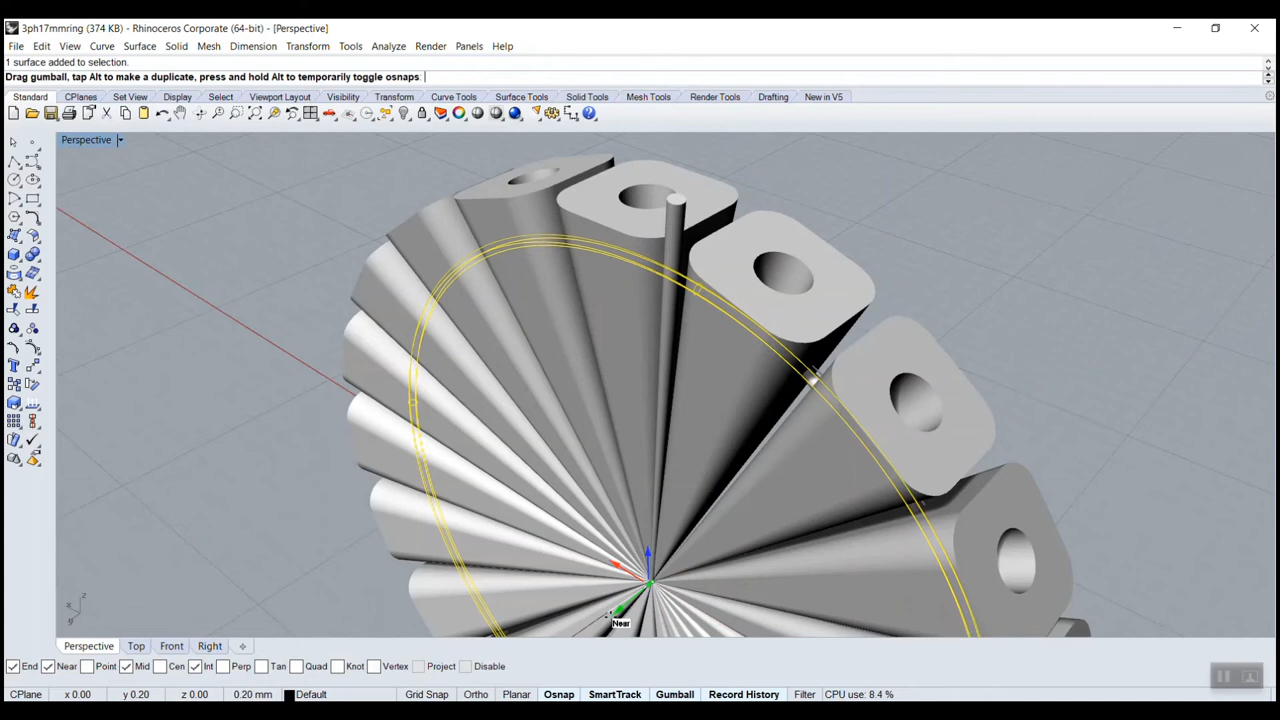 3ph17mmring (374 KB) - Rhinoceros Corporate (64-bit) - [Perspective]
File Edit View Curve Surface Solid Mesh Dimension Transform Tools Analyze Render Panels Help
1 surface added to selection.
Drag gumball, tap Alt to make a duplicate, press and hold Alt to temporarily toggle osnaps:
Standard CPlanes Set View Display Select Viewport Layout Visibility Transform Curve Tools Surface Tools Solid Tools Mesh Tools Render Tools Drafting New in V5
Perspective
Near
z
x
y
Perspective Top Front Right
End Near Point Mid Cen Int Perp Tan Quad Knot Vertex Project Disable
CPlane x 0.00 y 0.20 z 0.00 0.20 mm Default Grid Snap Ortho Planar Osnap SmartTrack Gumball Record History Filter CPU use: 8.4 %